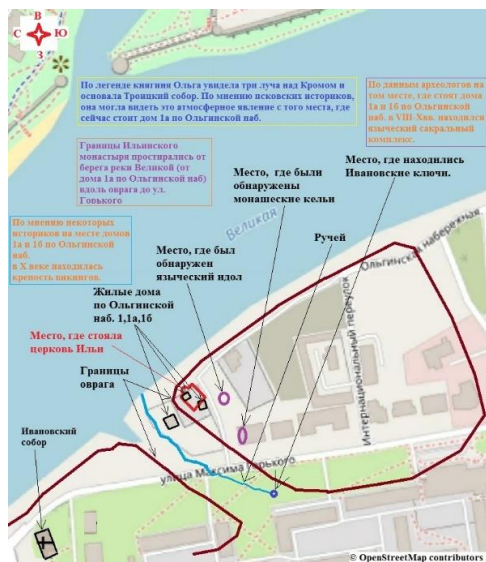 В
С
Ю
З
По легенде княгиня Ольга увидела три луча над Кромом и
основала Троицкий собор. По мнению псковских историков,
она могла видеть это атмосферное явление с того места, где
сейчас стоит дом 1а по Ольгинской наб.
По данным археологов на
том месте, где стоят дома
1а и 1б по Ольгинской
наб. в VIII-Xвв. находился
языческий сакральный
комплекс.
Границы Ильинского
монастыря простирались от
берега реки Великой (от
дома 1а по Ольгинской наб)
вдоль оврага до ул.
Горького
Место, где находились
Ивановские ключи.
Место, где были
обнаружены
монашеские кельи
По мнению некоторых
историков на месте домов
1а и 1б по Ольгинской
наб.
в X веке находилась
крепость викингов.
Великая
Ручей
Ольгинская набережная
Место, где был
обнаружен
языческий идол
Жилые дома
по Ольгинской
наб. 1,1а,1б
Место, где стояла
церковь Ильи
Границы
оврага
Интернациональный переулок
Ивановский
собор
улица Максима Горького
© OpenStreetMap contributors